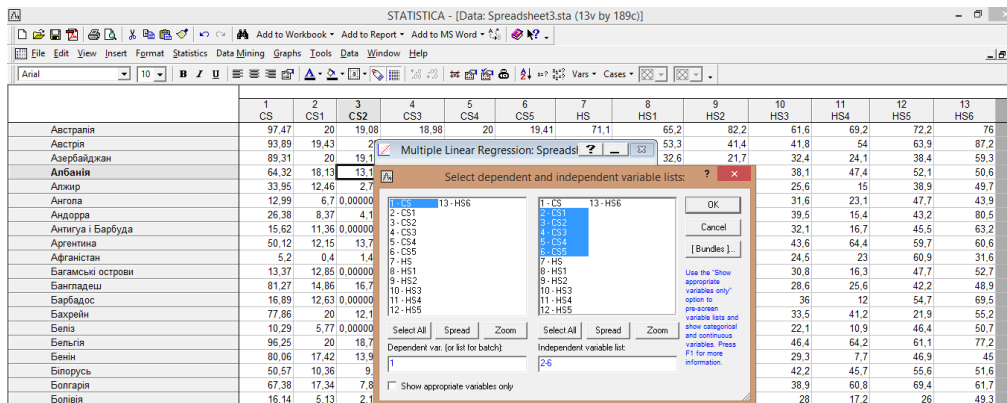 STATISTICA - [Data: Spreadsheet3.sta (13v by 189c)]
Add to Workbook Add to Report Add to MS Word
File Edit View Insert Format Statistics Data Mining Graphs Tools Data Window Help
Arial 10 B I U Vars Cases
1 2 3 4 5 6 7 8 9 10 11 12 13
CS CS1 CS2 CS3 CS4 CS5 HS HS1 HS2 HS3 HS4 HS5 HS6
Австралія 97,47 20 19,08 18,98 20 19,41 71,1 65,2 82,2 61,6 69,2 72,2 76
Австрія 93,89 19,43 53,3 41,4 41,8 54 63,9 87,2
Азербайджан 89,31 20 19,1 32,6 21,7 32,4 24,1 38,4 59,3
Албанія 64,32 18,13 13,1 38,1 47,4 52,1 50,6
Алжир 33,95 12,46 2,7 25,6 15 38,9 49,7
Ангола 12,99 6,7 0,00000 31,6 23,1 47,7 43,9
Андорра 26,38 8,37 4,1 39,5 15,4 43,2 80,5
Антигуа і Барбуда 15,62 11,36 0,00000 32,1 16,7 45,5 63,2
Аргентина 50,12 12,15 13,7 43,6 64,4 59,7 60,6
Афганістан 5,2 0,4 1,4 24,5 23 60,9 31,6
Багамські острови 13,37 12,85 0,00000 30,8 16,3 47,7 52,7
Бангладеш 81,27 14,86 16,7 28,6 25,6 42,2 48,9
Барбадос 16,89 12,63 0,00000 36 12 54,7 69,5
Бахрейн 77,86 20 12,1 33,5 41,2 21,9 55,2
Беліз 10,29 5,77 0,00000 22,1 10,9 46,4 50,7
Бельгія 96,25 20 18,7 46,4 64,2 61,1 77,2
Бенін 80,06 17,42 13,9 29,3 7,7 46,9 45
Білорусь 50,57 10,36 9, 42,2 45,7 55,6 51,6
Болгарія 67,38 17,34 7,8 38,9 60,8 69,4 61,7
Болівія 16,14 5,13 2,1 28 17,2 26 49,3
Multiple Linear Regression: Spreads
Select dependent and independent variable lists:
1 - CS 13 - HS6
2 - CS1
3 - CS2
4 - CS3
5 - CS4
6 - CS5
7 - HS
8 - HS1
9 - HS2
10 - HS3
11 - HS4
12 - HS5
1 - CS 13 - HS6
2 - CS1
3 - CS2
4 - CS3
5 - CS4
6 - CS5
7 - HS
8 - HS1
9 - HS2
10 - HS3
11 - HS4
12 - HS5
OK
Cancel
[Bundles ]...
Use the "Show
appropriate
variables only"
option to
pre-screen
variable lists and
show categorical
and continuous
variables. Press
F1 for more
information.
Select All Spread Zoom Select All Spread Zoom
Dependent var. (or list for batch): Independent variable list:
1 2-6
Show appropriate variables only